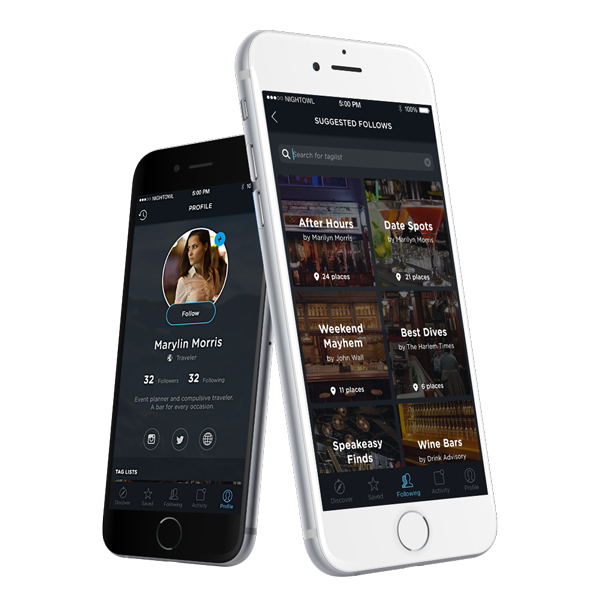 NIGHTOWL
5:00 PM
10
PROFILE
Follow
Marylin Morris
Traveler
32 Followers 32 Following
Event planner and compulsive traveler.
A bar for every occasion.
TAG LISTS
Discover Saved Following Activity Profile
NIGHTOWL 5:00 PM 100%
SUGGESTED FOLLOWS
Search for taglist
After Hours
by Marilyn Morris
24 places
Date Spots
by Marilyn Morris
21 places
Weekend
Mayhem
by John Wall
11 places
Best Dives
by The Harlem Times
6 places
Speakeasy
Finds
Wine Bars
by Drink Advisory
Discover Saved Following Activity Profile